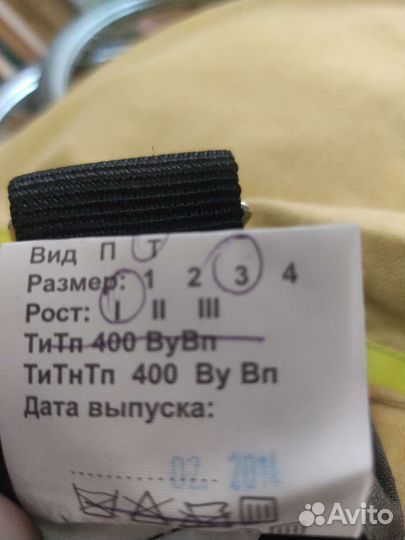 Вид П Т
Размер: 1 2 3 4
Рост: I II III
ТиТп 400 ВуВп
ТиТнТп 400 Ву Вп
Дата выпуска:
02. 2014
Avito